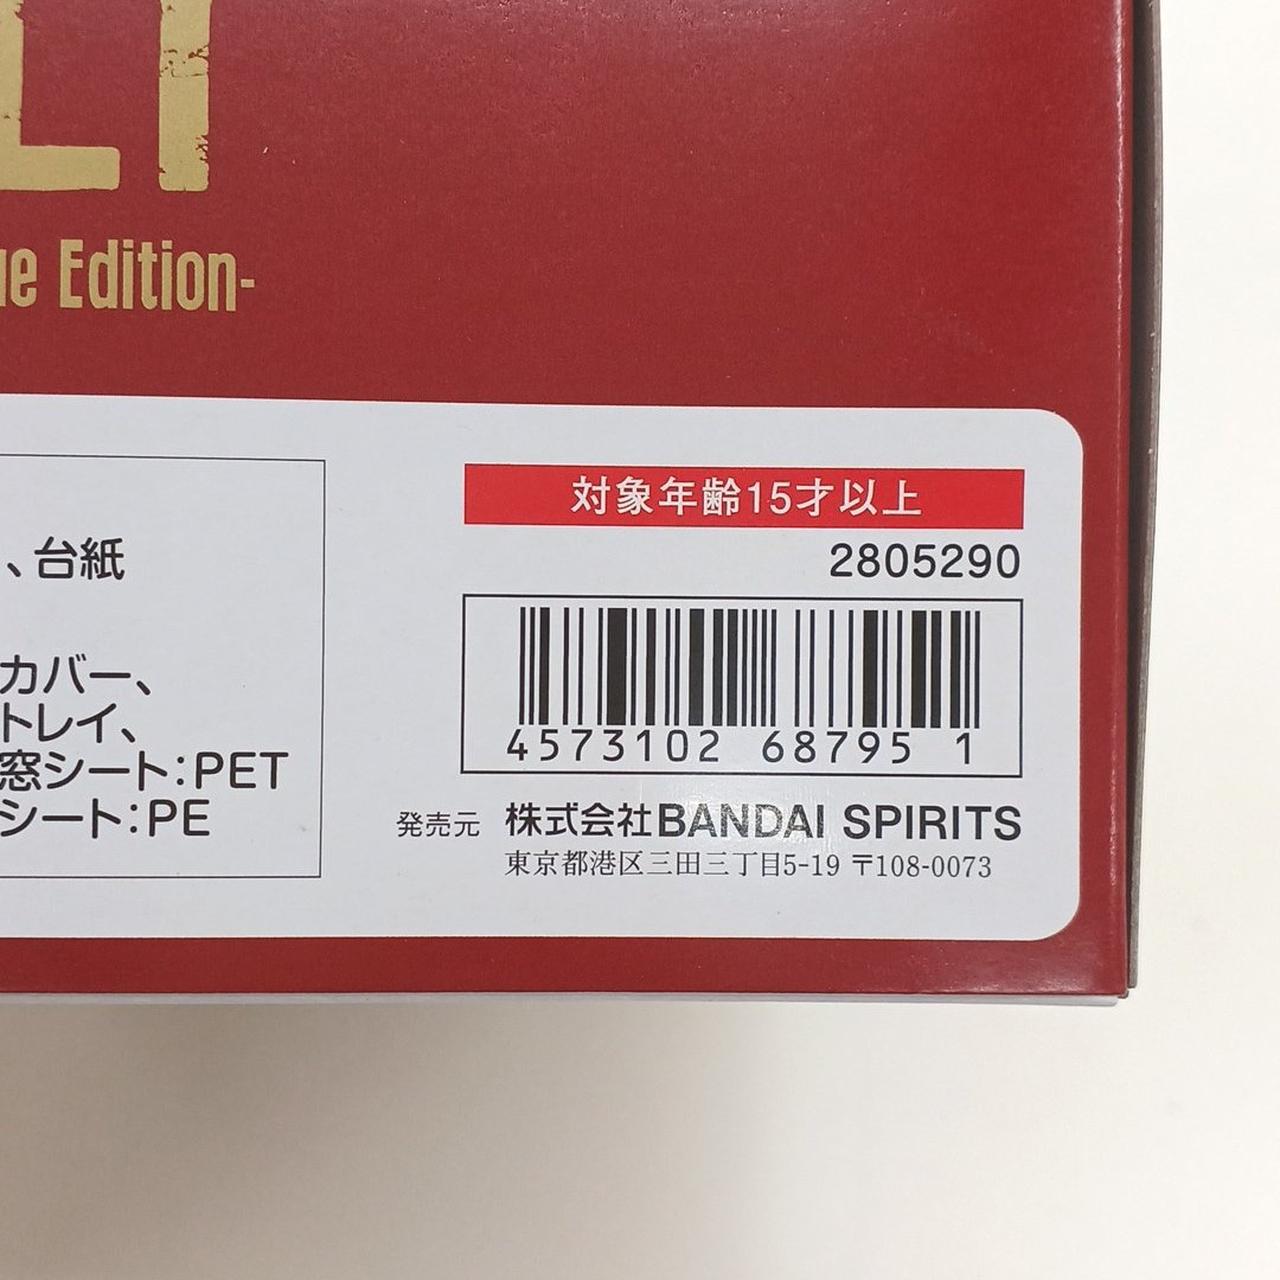 LT
ue Edition-
、台紙
カバー、
トレイ、
窓シート:PET
シート:PE
対象年齢15才以上
2805290
4573102 68795 1
発売元 株式会社BANDAI SPIRITS
東京都港区三田三丁目5-19 〒108-0073